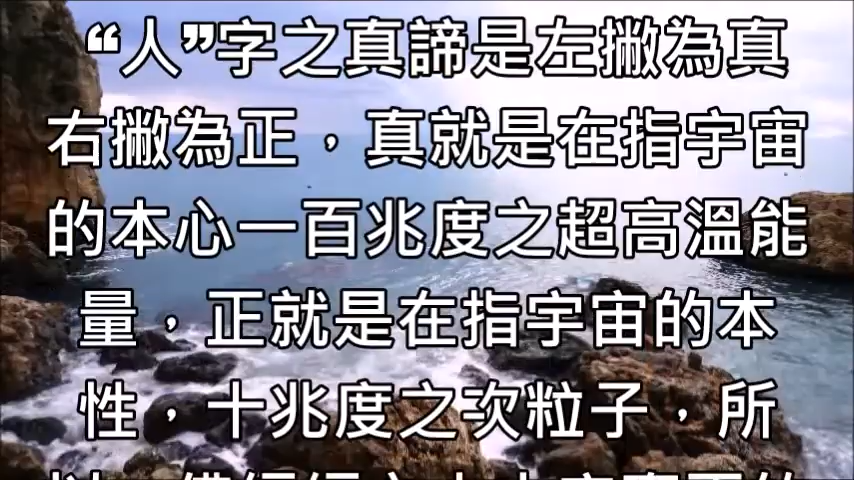 “人”字之真諦是左撇為真
右撇為正，真就是在指宇宙
的本心一百兆度之超高溫能
量，正就是在指宇宙的本
性，十兆度之次粒子，所